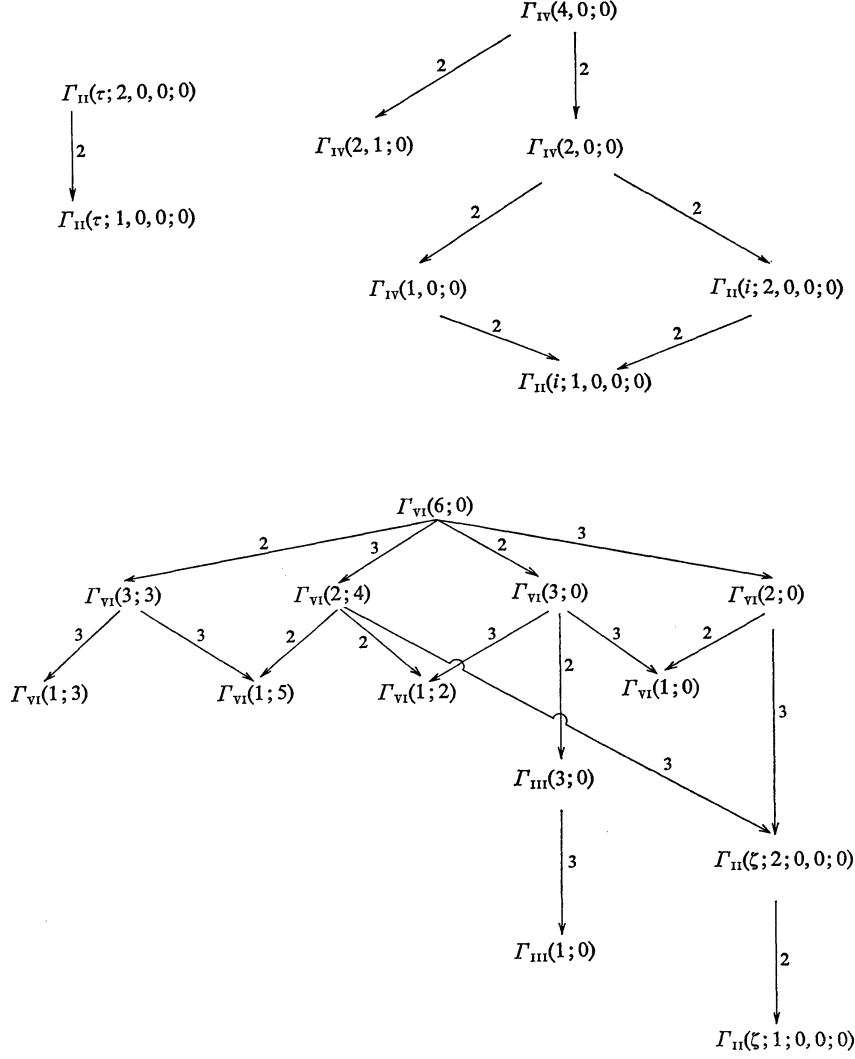 Γ_IV(4, 0; 0)
2
2
Γ_II(τ; 2, 0, 0; 0)
2
Γ_II(τ; 1, 0, 0; 0)
Γ_IV(2, 1; 0)
Γ_IV(2, 0; 0)
2
2
Γ_IV(1, 0; 0)
Γ_II(i; 2, 0, 0; 0)
2
2
Γ_II(i; 1, 0, 0; 0)
Γ_VI(6; 0)
2
3
2
3
Γ_VI(3; 3)
Γ_VI(2; 4)
Γ_VI(3; 0)
Γ_VI(2; 0)
3
3
2
2
3
2
3
2
Γ_VI(1; 3)
Γ_VI(1; 5)
Γ_VI(1; 2)
Γ_VI(1; 0)
3
3
Γ_III(3; 0)
3
Γ_II(ζ; 2; 0, 0; 0)
Γ_III(1; 0)
2
Γ_II(ζ; 1; 0, 0; 0)